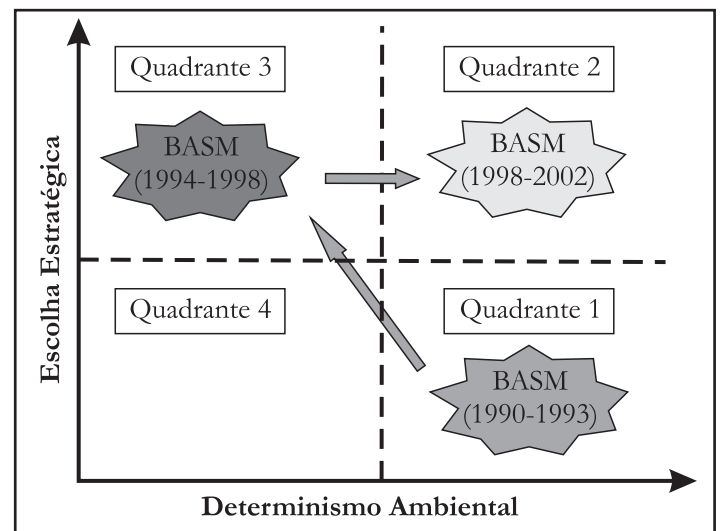 Quadrante 3
Quadrante 2
BASM
(1994-1998)
BASM
(1998-2002)
Escolha Estratégica
Quadrante 4
Quadrante 1
BASM
(1990-1993)
Determinismo Ambiental